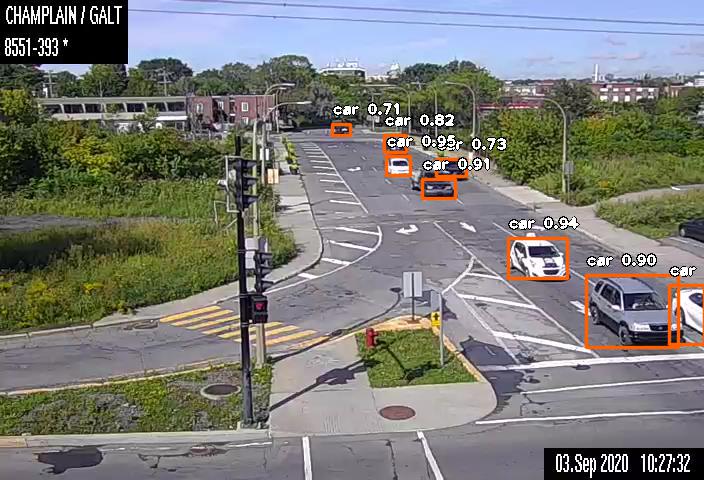 CHAMPLAIN / GALT
8551-393 *
car 0.71
car 0.82
car 0.95
0.73
car 0.91
car 0.94
car 0.90
car
03.Sep 2020 10:27:32